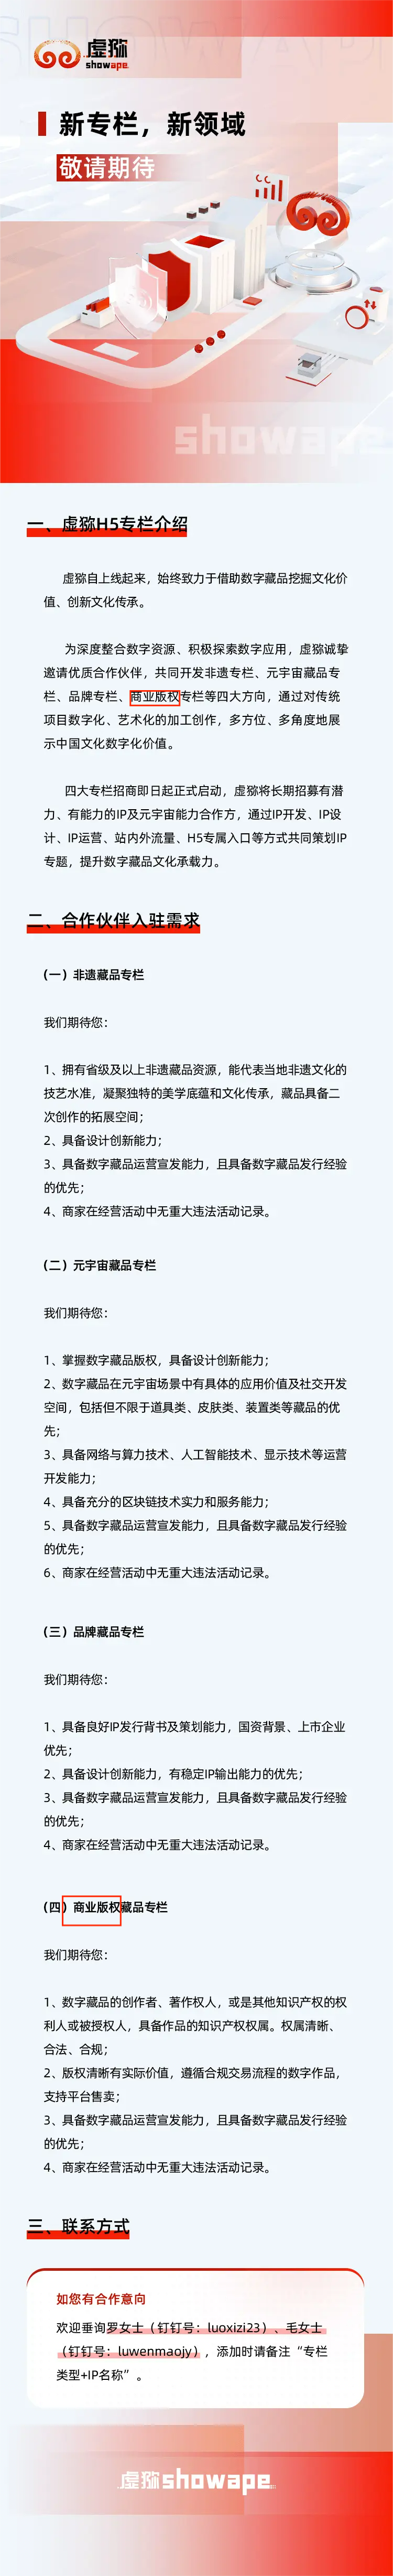 SHOWAPE
虚猕
showape
新专栏，新领域
敬请期待
showape
一、虚猕H5专栏介绍
虚猕自上线起来，始终致力于借助数字藏品挖掘文化价
值、创新文化传承。
为深度整合数字资源、积极探索数字应用，虚猕诚挚
邀请优质合作伙伴，共同开发非遗专栏、元宇宙藏品专
栏、品牌专栏、商业版权专栏等四大方向，通过对传统
项目数字化、艺术化的加工创作，多方位、多角度地展
示中国文化数字化价值。
四大专栏招商即日起正式启动，虚猕将长期招募有潜
力、有能力的IP及元宇宙能力合作方，通过IP开发、IP设
计、IP运营、站内外流量、H5专属入口等方式共同策划IP
专题，提升数字藏品文化承载力。
二、合作伙伴入驻需求
（一）非遗藏品专栏
我们期待您：
1、拥有省级及以上非遗藏品资源，能代表当地非遗文化的
技艺水准，凝聚独特的美学底蕴和文化传承，藏品具备二
次创作的拓展空间；
2、具备设计创新能力；
3、具备数字藏品运营宣发能力，且具备数字藏品发行经验
的优先；
4、商家在经营活动中无重大违法活动记录。
（二）元宇宙藏品专栏
我们期待您：
1、掌握数字藏品版权，具备设计创新能力；
2、数字藏品在元宇宙场景中有具体的应用价值及社交开发
空间，包括但不限于道具类、皮肤类、装置类等藏品的优
先；
3、具备网络与算力技术、人工智能技术、显示技术等运营
开发能力；
4、具备充分的区块链技术实力和服务能力；
5、具备数字藏品运营宣发能力，且具备数字藏品发行经验
的优先；
6、商家在经营活动中无重大违法活动记录。
（三）品牌藏品专栏
我们期待您：
1、具备良好IP发行背书及策划能力，国资背景、上市企业
优先；
2、具备设计创新能力，有稳定IP输出能力的优先；
3、具备数字藏品运营宣发能力，且具备数字藏品发行经验
的优先；
4、商家在经营活动中无重大违法活动记录。
（四）商业版权藏品专栏
我们期待您：
1、数字藏品的创作者、著作权人，或是其他知识产权的权
利人或被授权人，具备作品的知识产权权属。权属清晰、
合法、合规；
2、版权清晰有实际价值，遵循合规交易流程的数字作品，
支持平台售卖；
3、具备数字藏品运营宣发能力，且具备数字藏品发行经验
的优先；
4、商家在经营活动中无重大违法活动记录。
三、联系方式
如您有合作意向
欢迎垂询罗女士（钉钉号：luoxizi23）、毛女士
（钉钉号：luwenmaojy），添加时请备注“专栏
类型+IP名称”。
虚猕showape